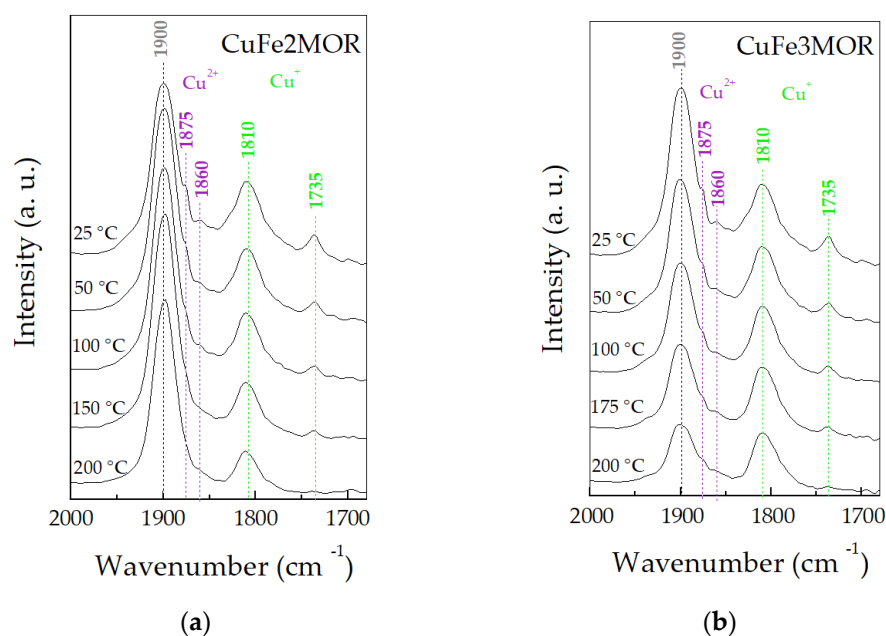 CuFe2MOR
1900
Cu2+
Cu+
1875
1860
1810
1735
25 °C
50 °C
100 °C
150 °C
200 °C
Intensity (a. u.)
2000 1900 1800 1700
Wavenumber (cm -1)
(a)
CuFe3MOR
1900
Cu2+
Cu+
1875
1860
1810
1735
25 °C
50 °C
100 °C
175 °C
200 °C
Intensity (a. u.)
2000 1900 1800 1700
Wavenumber (cm-1)
(b)